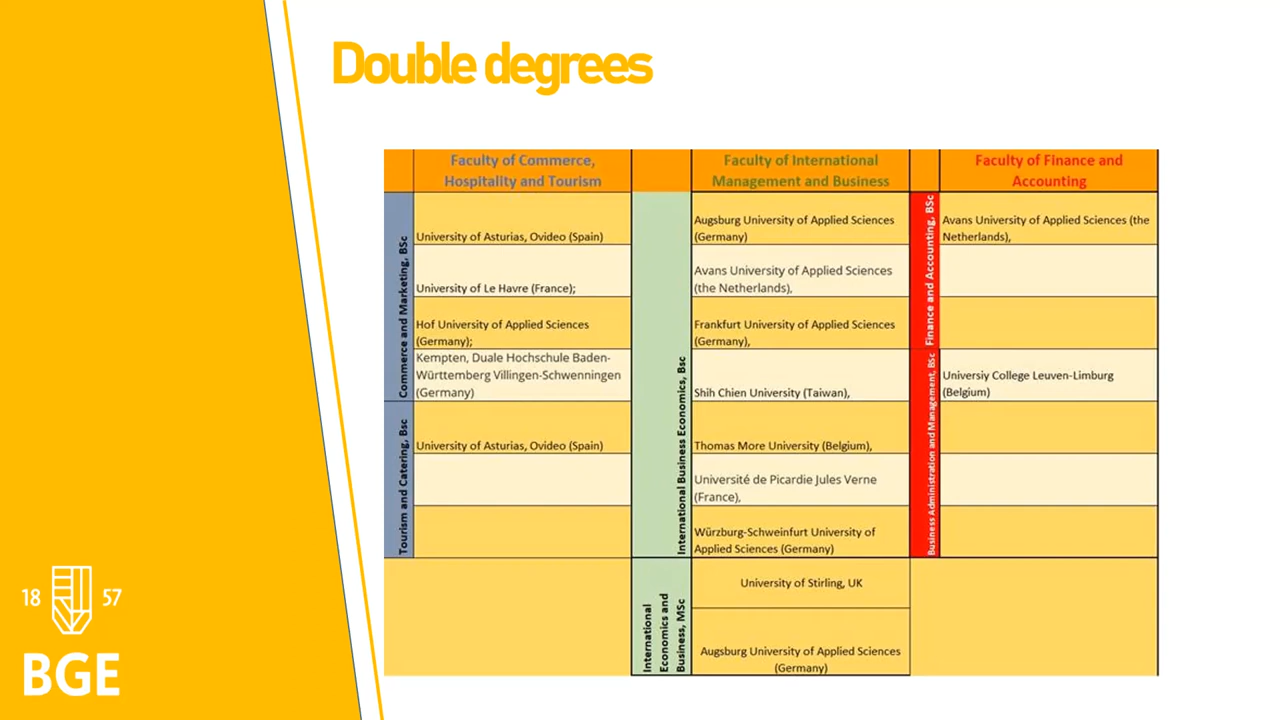 Double degrees
Faculty of Commerce,
Hospitality and Tourism
Faculty of International
Management and Business
Faculty of Finance and
Accounting
Commerce and Marketing, BSc
University of Asturias, Ovideo (Spain)
University of Le Havre (France);
Hof University of Applied Sciences
(Germany);
Kempten, Duale Hochschule Baden-
Württemberg Villingen-Schwenningen
(Germany)
Tourism and Catering, Bsc
University of Asturias, Ovideo (Spain)
International Business Economics, Bsc
Augsburg University of Applied Sciences
(Germany)
Avans University of Applied Sciences
(the Netherlands),
Frankfurt University of Applied Sciences
(Germany),
Shih Chien University (Taiwan),
Thomas More University (Belgium),
Université de Picardie Jules Verne
(France),
Würzburg-Schweinfurt University of
Applied Sciences (Germany)
International
Economics and
Business, MSc
University of Stirling, UK
Augsburg University of Applied Sciences
(Germany)
Finance and Accounting, BSc
Avans University of Applied Sciences (the
Netherlands),
Business Administration and Management, BSc
Universiy College Leuven-Limburg
(Belgium)
18 57
BGE